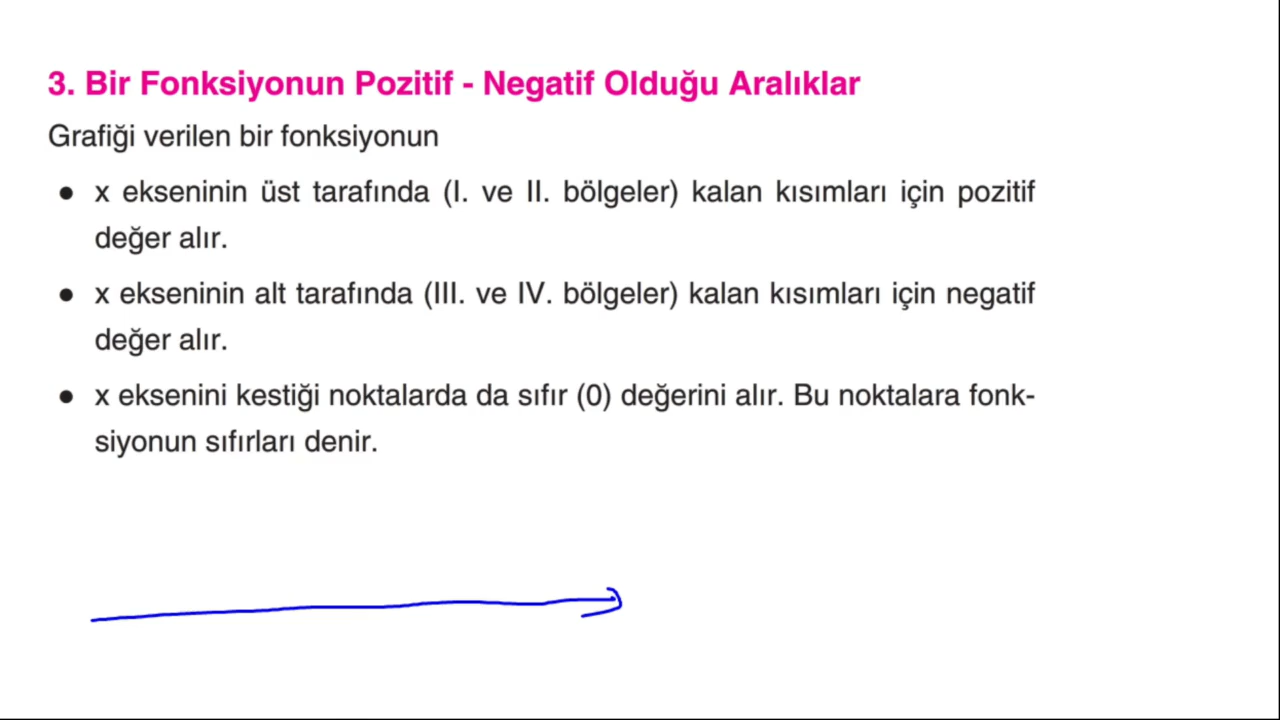 3. Bir Fonksiyonun Pozitif - Negatif Olduğu Aralıklar
Grafiği verilen bir fonksiyonun
● x ekseninin üst tarafında (I. ve II. bölgeler) kalan kısımları için pozitif
değer alır.
● x ekseninin alt tarafında (III. ve IV. bölgeler) kalan kısımları için negatif
değer alır.
● x eksenini kestiği noktalarda da sıfır (0) değerini alır. Bu noktalara fonk-
siyonun sıfırları denir.